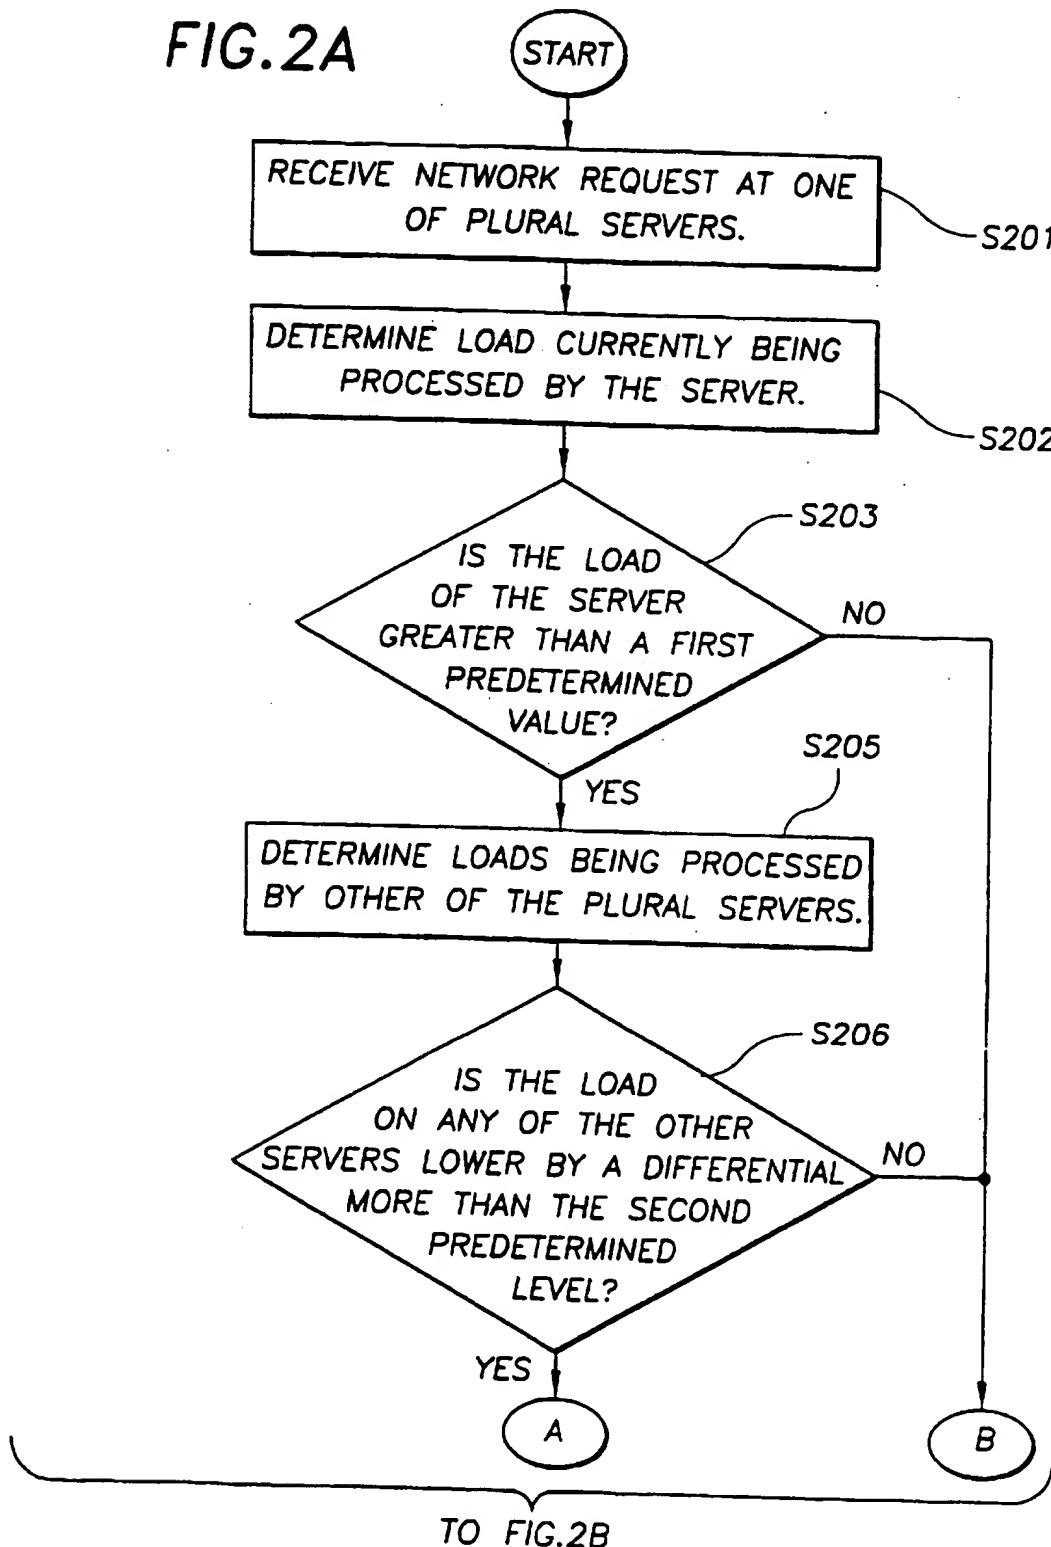 FIG.2A
START
RECEIVE NETWORK REQUEST AT ONE
OF PLURAL SERVERS.
S201
DETERMINE LOAD CURRENTLY BEING
PROCESSED BY THE SERVER.
S202
S203
IS THE LOAD
OF THE SERVER
GREATER THAN A FIRST
PREDETERMINED
VALUE?
NO
YES
S205
DETERMINE LOADS BEING PROCESSED
BY OTHER OF THE PLURAL SERVERS.
S206
IS THE LOAD
ON ANY OF THE OTHER
SERVERS LOWER BY A DIFFERENTIAL
MORE THAN THE SECOND
PREDETERMINED
LEVEL?
NO
YES
A
B
TO FIG.2B